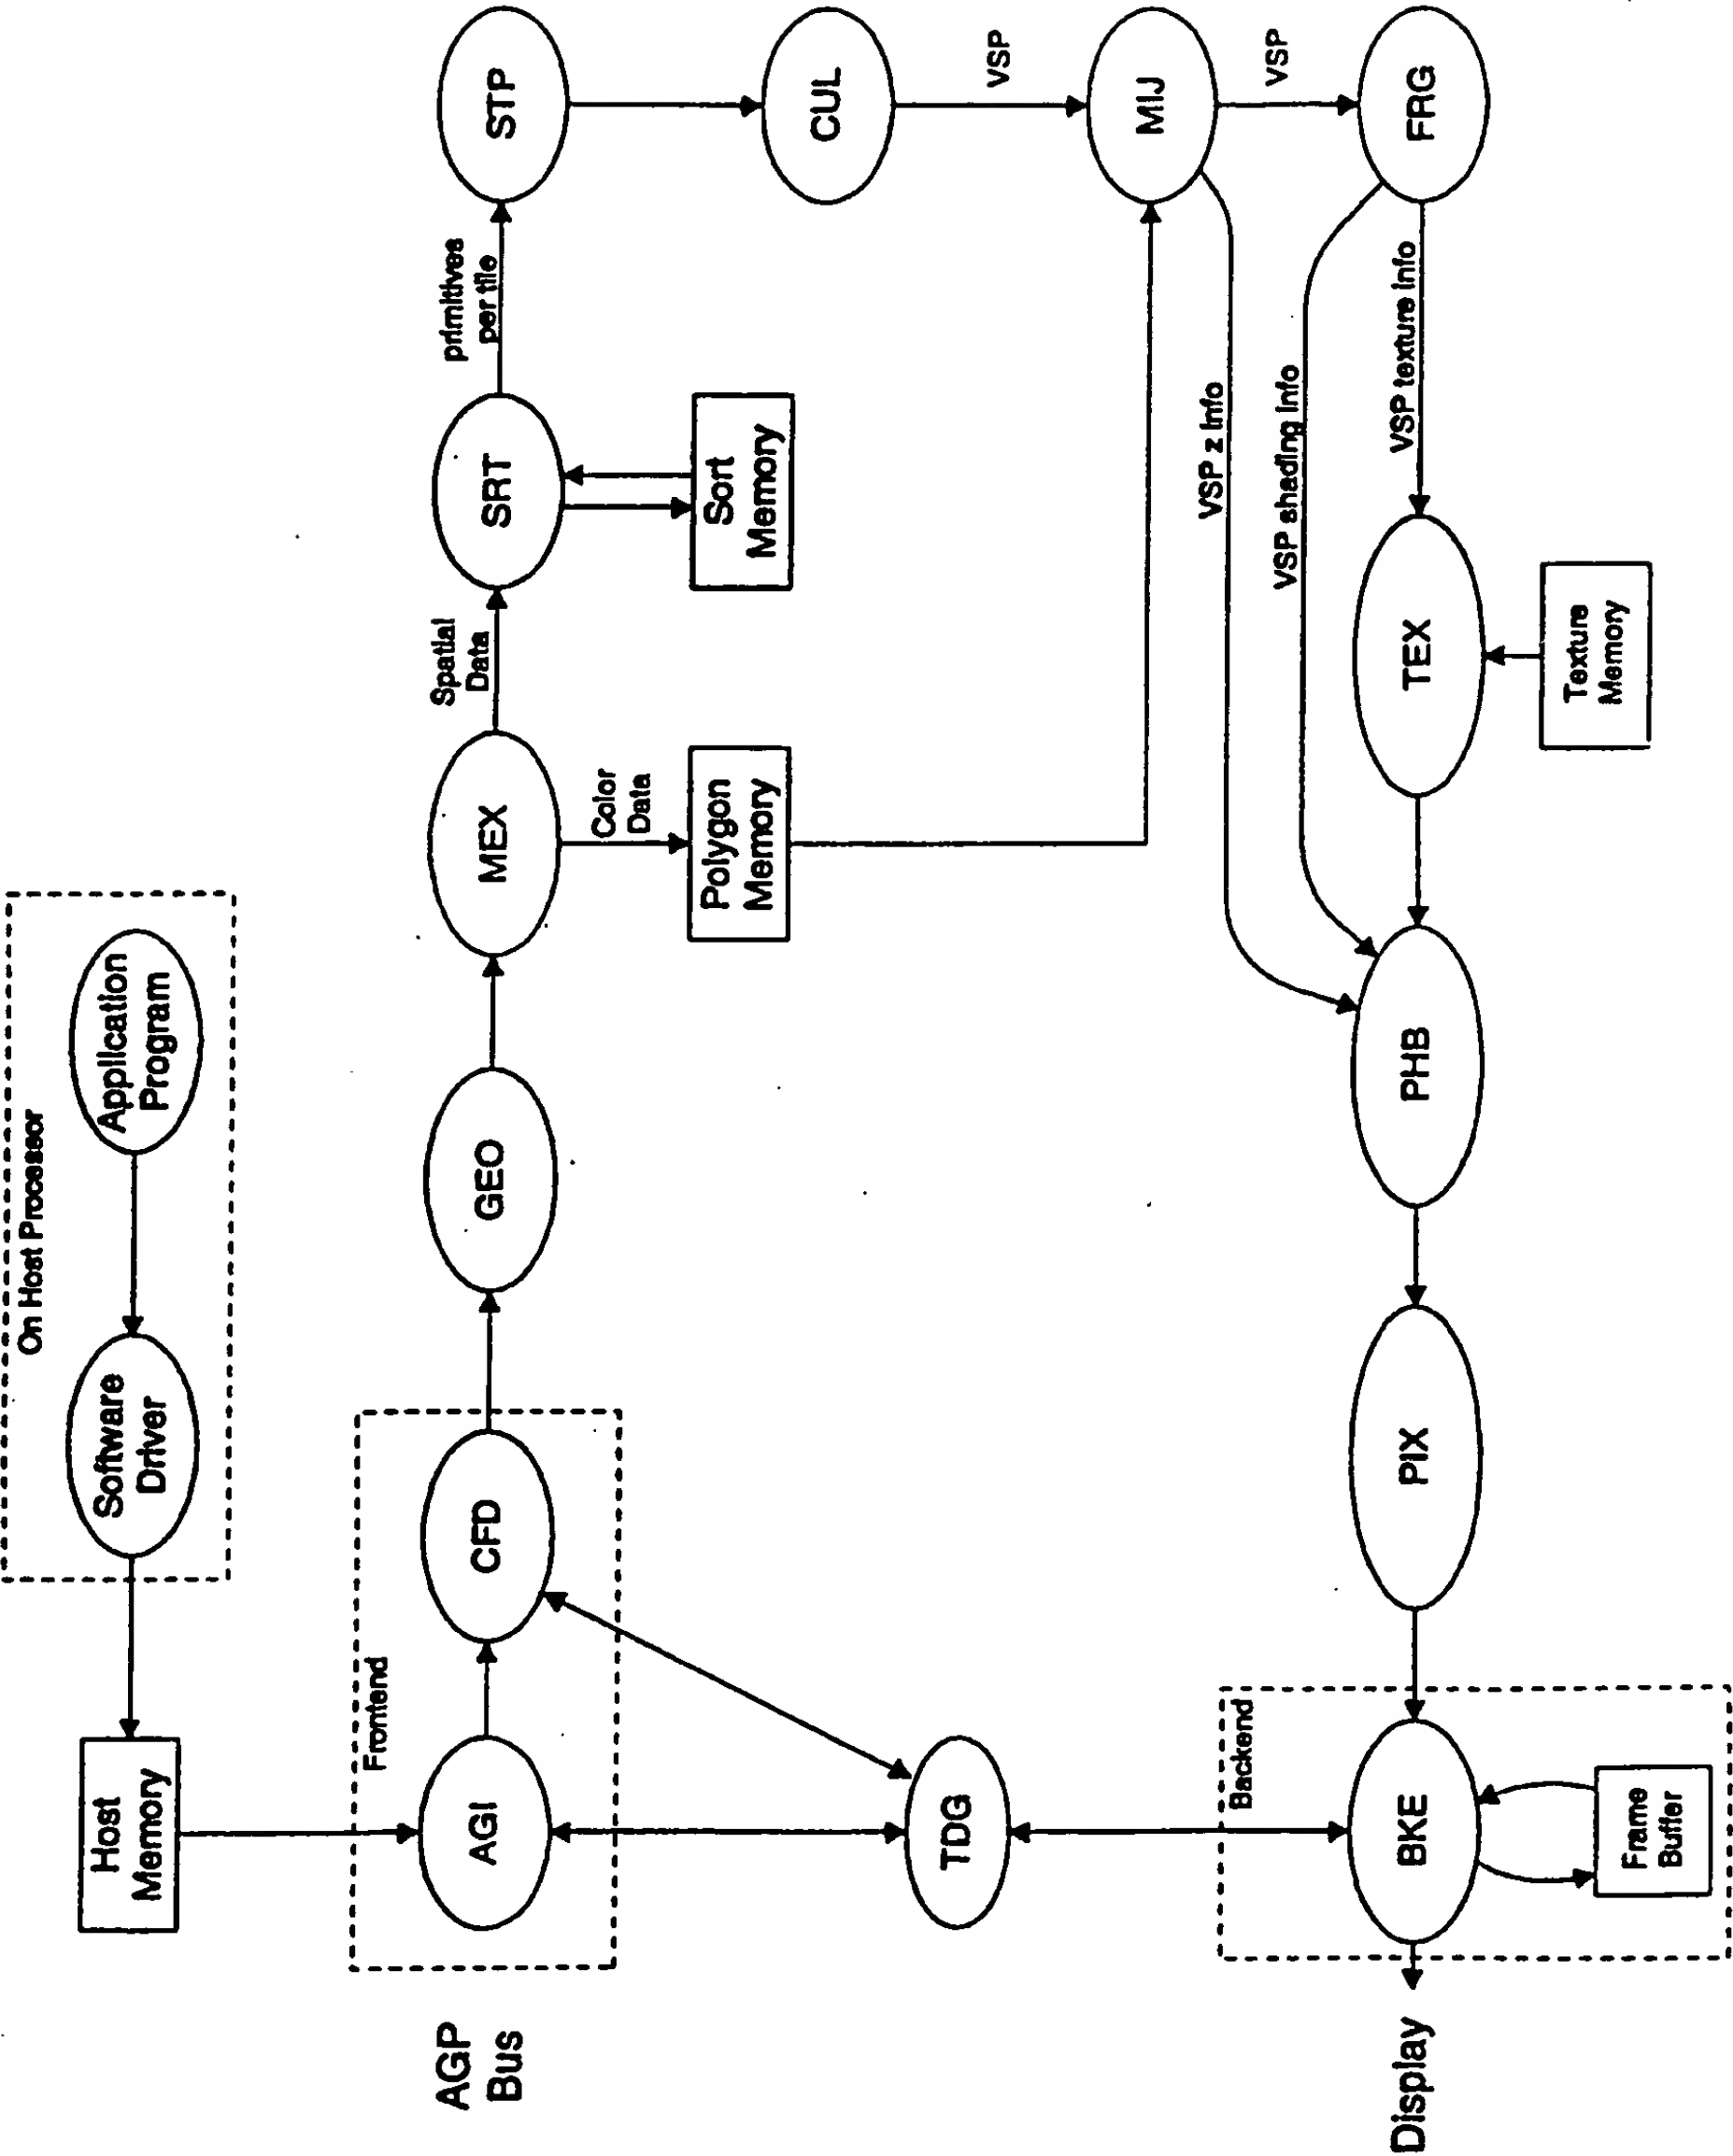 On Host Processor
Host
Memory
Software
Driver
Application
Program
AGP
Bus
Frontend
AGI
CFD
GEO
MEX
Spatial
Data
SRT
primitives
per tile
STP
Color
Data
Polygon
Memory
Sort
Memory
CUL
TDG
VSP
MIJ
VSP z info
VSP
VSP shading info
Display
Backend
BKE
PIX
PHB
TEX
VSP texture info
FRG
Frame
Buffer
Texture
Memory